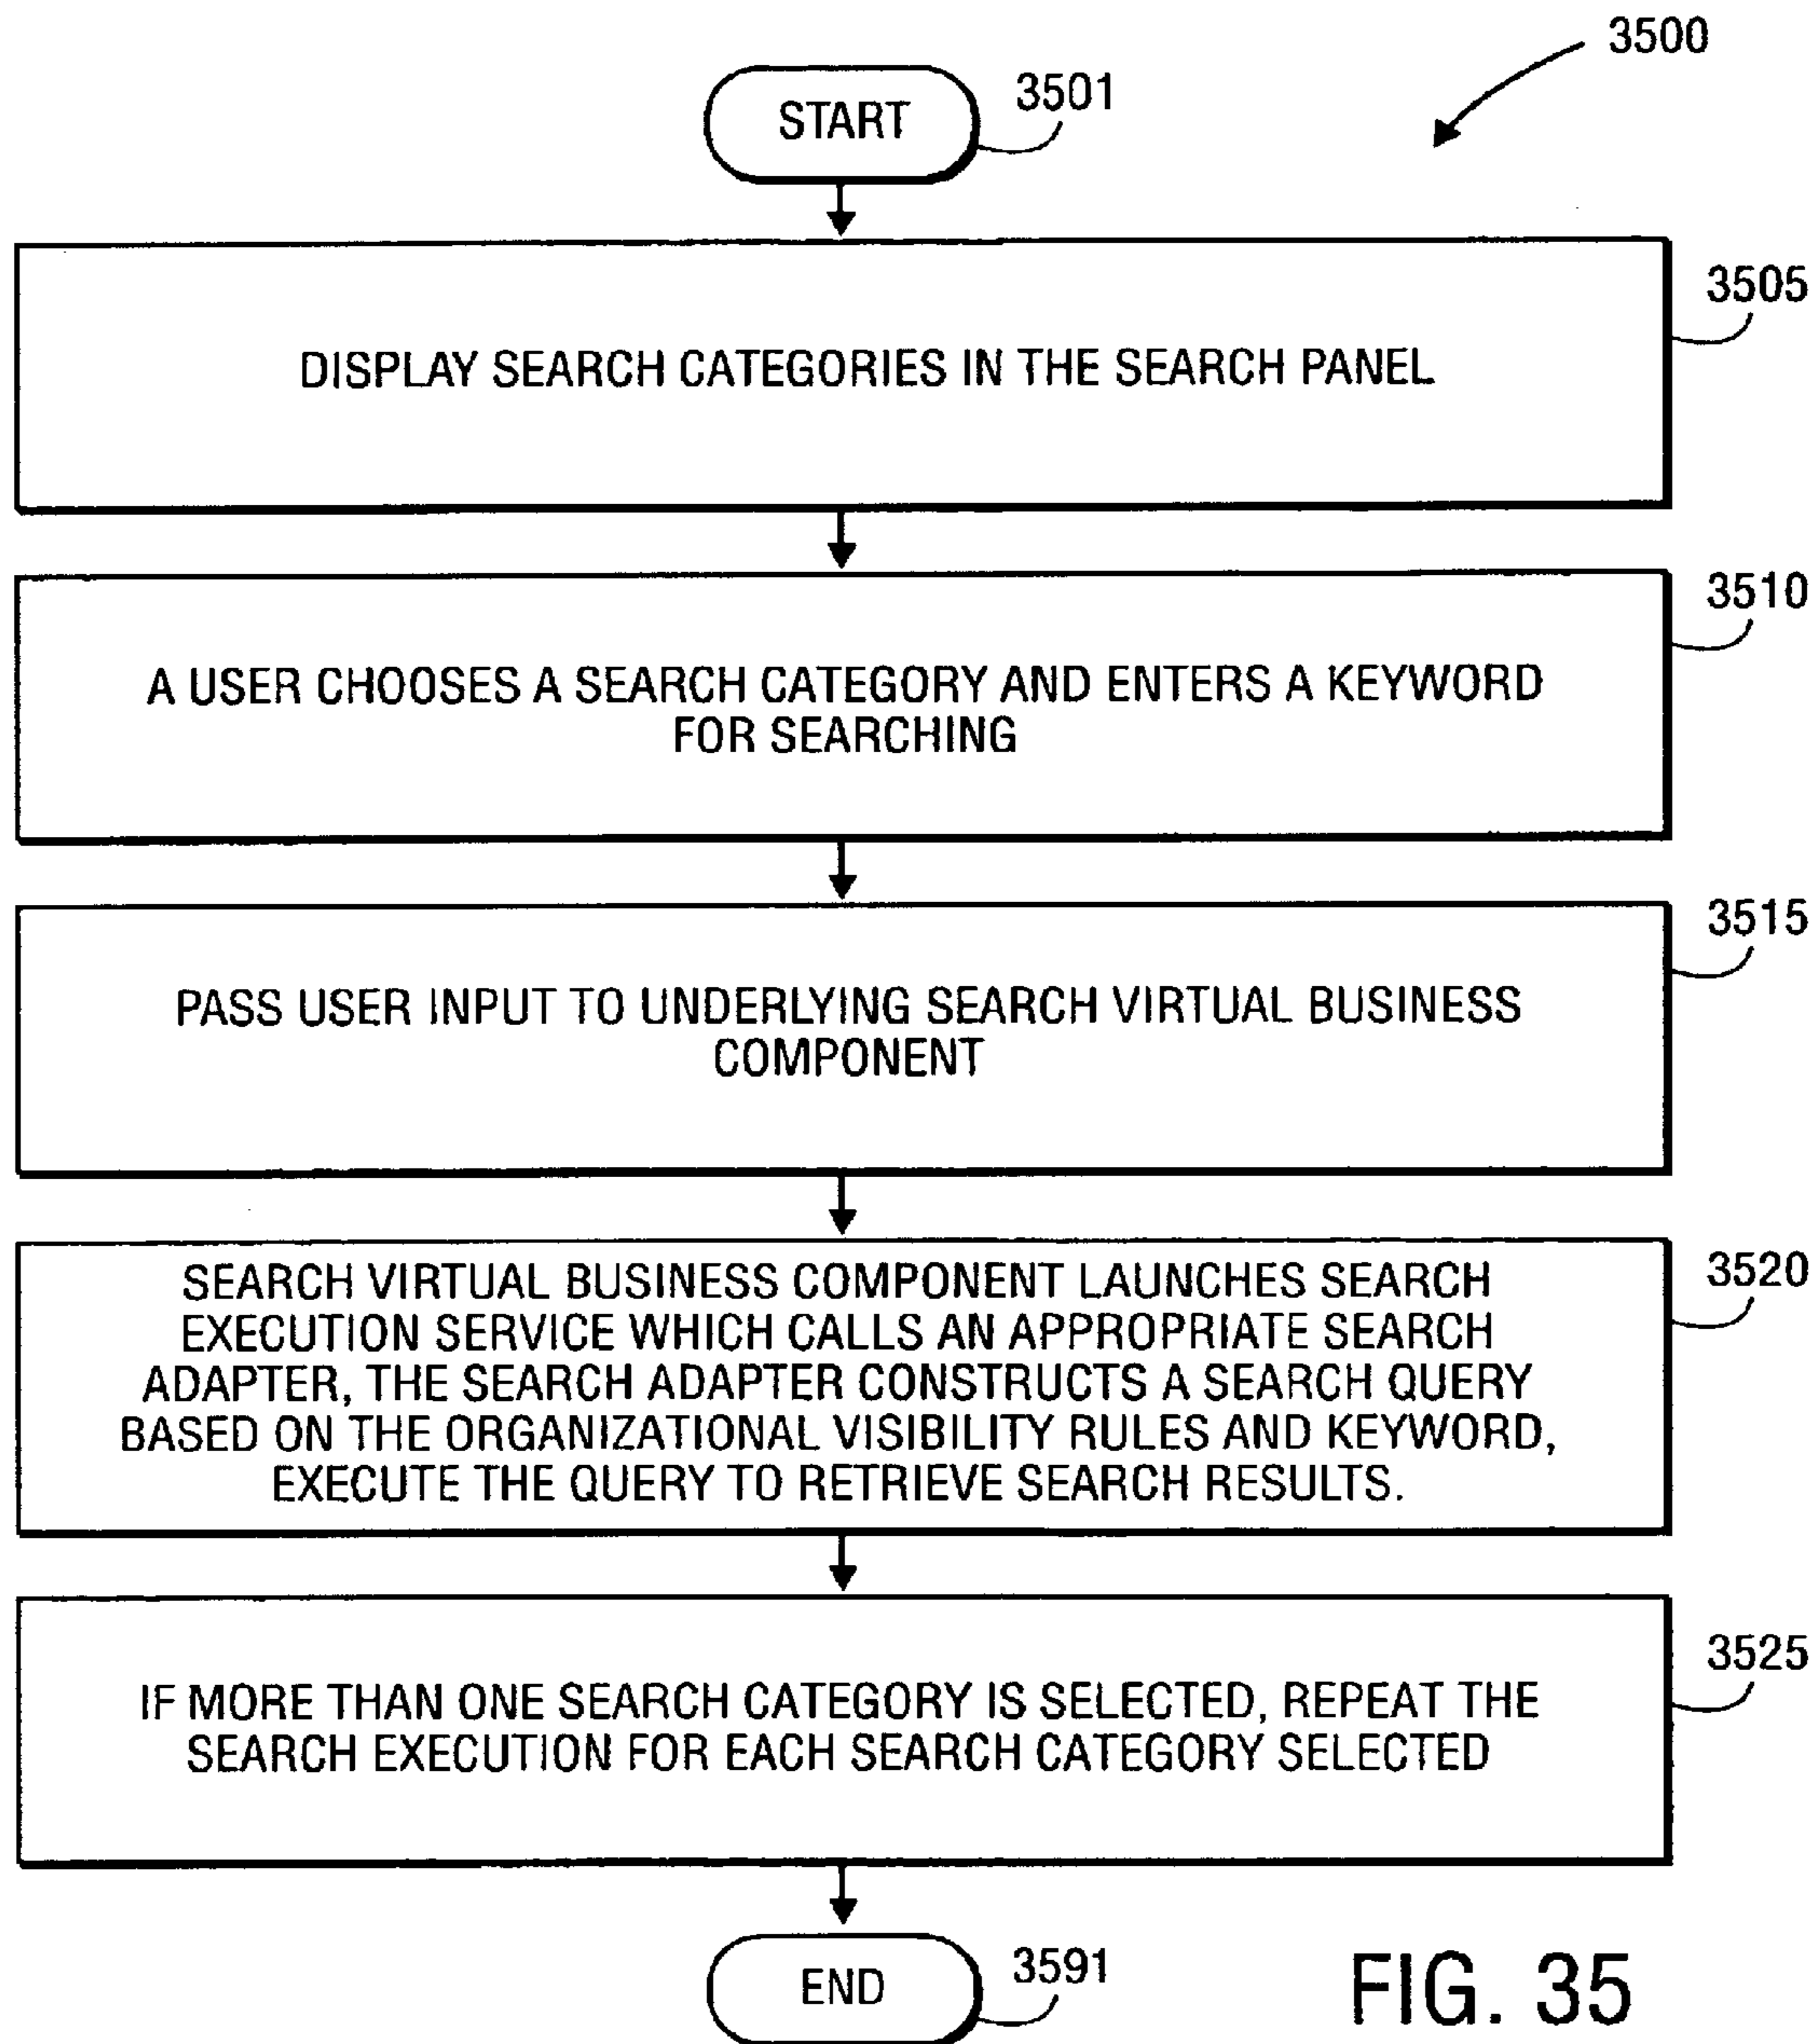 3500
START
3501
3505
DISPLAY SEARCH CATEGORIES IN THE SEARCH PANEL
3510
A USER CHOOSES A SEARCH CATEGORY AND ENTERS A KEYWORD
FOR SEARCHING
3515
PASS USER INPUT TO UNDERLYING SEARCH VIRTUAL BUSINESS
COMPONENT
3520
SEARCH VIRTUAL BUSINESS COMPONENT LAUNCHES SEARCH
EXECUTION SERVICE WHICH CALLS AN APPROPRIATE SEARCH
ADAPTER, THE SEARCH ADAPTER CONSTRUCTS A SEARCH QUERY
BASED ON THE ORGANIZATIONAL VISIBILITY RULES AND KEYWORD,
EXECUTE THE QUERY TO RETRIEVE SEARCH RESULTS.
3525
IF MORE THAN ONE SEARCH CATEGORY IS SELECTED, REPEAT THE
SEARCH EXECUTION FOR EACH SEARCH CATEGORY SELECTED
END
3591
FIG. 35